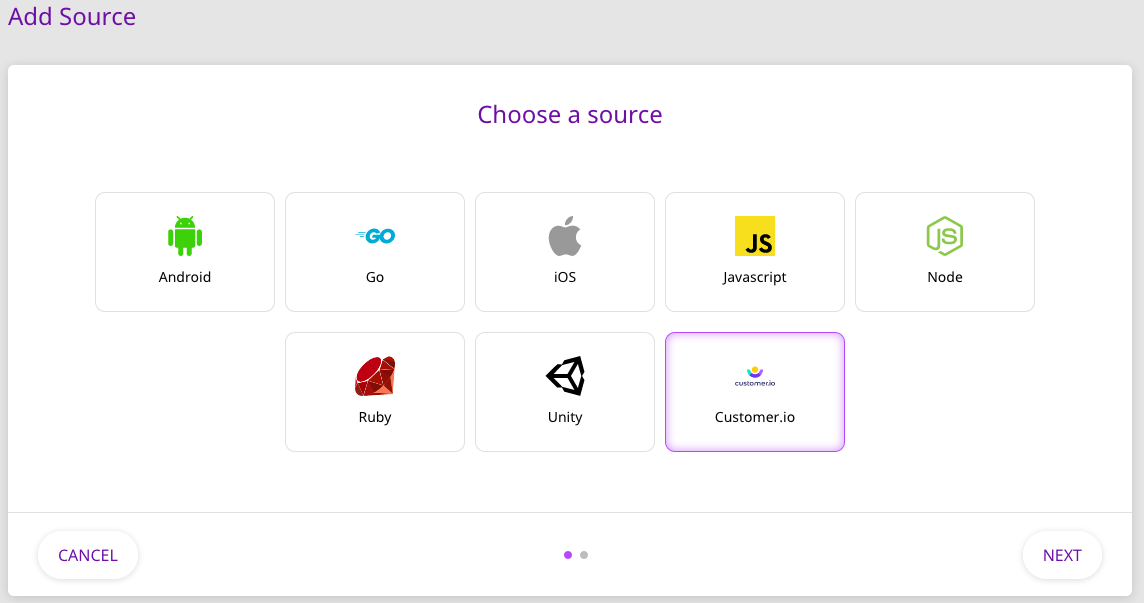 Add Source
Choose a source
GO
JS
JS
Android
Go
iOS
Javascript
Node
customer.io
Ruby
Unity
Customer.io
CANCEL
NEXT